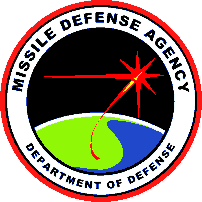 MISSILE DEFENSE AGENCY
DEPARTMENT OF DEFENSE